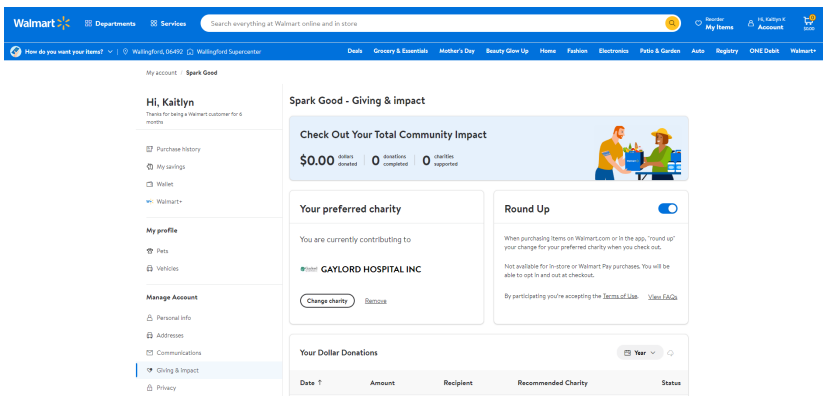 Walmart
Departments
Services
Search everything at Walmart online and in store
Reorder
My Items
Hi, Kaitlyn K
Account
0
$0.00
How do you want your items?
Wallingford, 06492
Wallingford Supercenter
Deals
Grocery & Essentials
Mother's Day
Beauty Glow Up
Home
Fashion
Electronics
Patio & Garden
Auto
Registry
ONE Debit
Walmart+
My account / Spark Good
Hi, Kaitlyn
Thanks for being a Walmart customer for 6
months
Purchase history
My savings
Wallet
Walmart+
My profile
Pets
Vehicles
Manage Account
Personal info
Addresses
Communications
Giving & impact
Privacy
Spark Good - Giving & impact
Check Out Your Total Community Impact
$0.00 dollars donated
0 donations completed
0 charities supported
Your preferred charity
You are currently contributing to
GAYLORD HOSPITAL INC
Change charity
Remove
Round Up
When purchasing items on Walmart.com or in the app, "round up"
your change for your preferred charity when you check out.
Not available for in-store or Walmart Pay purchases. You will be
able to opt in and out at checkout.
By participating you're accepting the Terms of Use.
View FAQs
Your Dollar Donations
Year
Date ↑
Amount
Recipient
Recommended Charity
Status